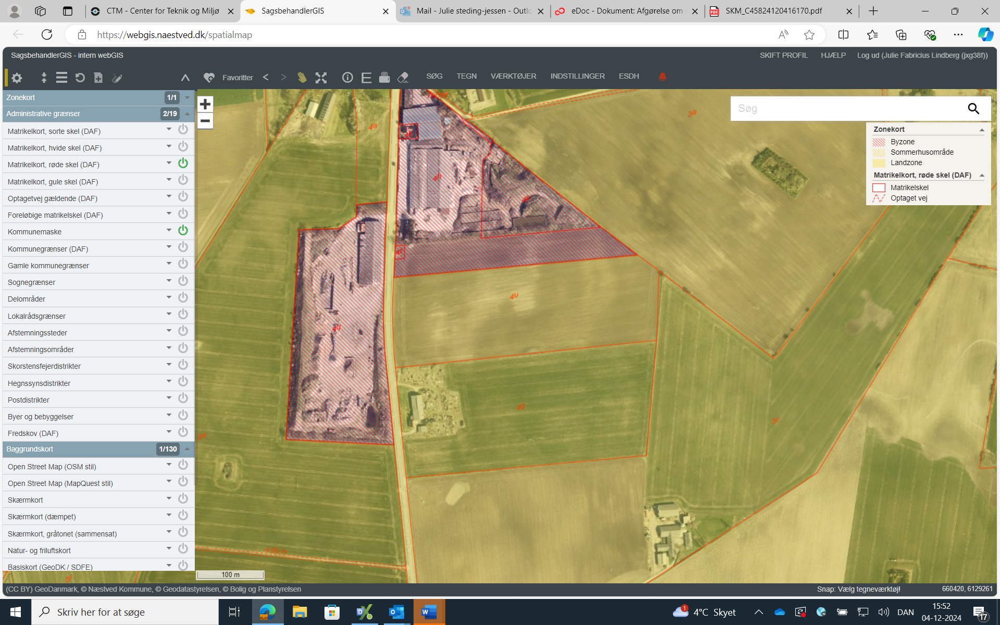 CTM - Center for Teknik og Miljø
SagsbehandlerGIS
Mail - Julie steding-jessen - Outlo
eDoc - Dokument: Afgørelse om
SKM_C45824120416170.pdf
https://webgis.naestved.dk/spatialmap
SagsbehandlerGIS - intern webGIS
SKIFT PROFIL
HJÆLP
Log ud (Julie Fabricius Lindberg (jxg38f))
Favoritter
SØG
TEGN
VÆRKTØJER
INDSTILLINGER
ESDH
Zonekort 1/1
Administrative grænser 2/19
Matrikelkort, sorte skel (DAF)
Matrikelkort, hvide skel (DAF)
Matrikelkort, røde skel (DAF)
Matrikelkort, gule skel (DAF)
Optagetvej gældende (DAF)
Foreløbige matrikelskel (DAF)
Kommunemaske
Kommunegrænser (DAF)
Gamle kommunegrænser
Sognegrænser
Delområder
Lokalrådsgrænser
Afstemningssteder
Afstemningsområder
Skorstensfejerdistrikter
Hegnssynsdistrikter
Postdistrikter
Byer og bebyggelser
Fredskov (DAF)
Baggrundskort 1/130
Open Street Map (OSM stil)
Open Street Map (MapQuest stil)
Skærmkort
Skærmkort (dæmpet)
Skærmkort, gråtonet (sammensat)
Natur- og friluftskort
Basiskort (GeoDK / SDFE)
Søg
Zonekort
Byzone
Sommerhusområde
Landzone
Matrikelkort, røde skel (DAF)
Matrikelskel
Optaget vej
4a
3a
4h
4u
4q
3c
100 m
(CC BY) GeoDanmark, © Næstved Kommune, © Geodatastyrelsen, © Bolig og Planstyrelsen
Snap: Vælg tegneværktøj!
660420, 6129261
Skriv her for at søge
1
4°C Skyet
DAN
15:52
04-12-2024
17